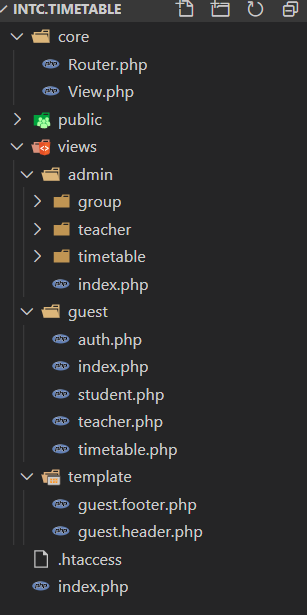 INTC.TIMETABLE
core
Router.php
View.php
public
views
admin
group
teacher
timetable
index.php
guest
auth.php
index.php
student.php
teacher.php
timetable.php
template
guest.footer.php
guest.header.php
.htaccess
index.php